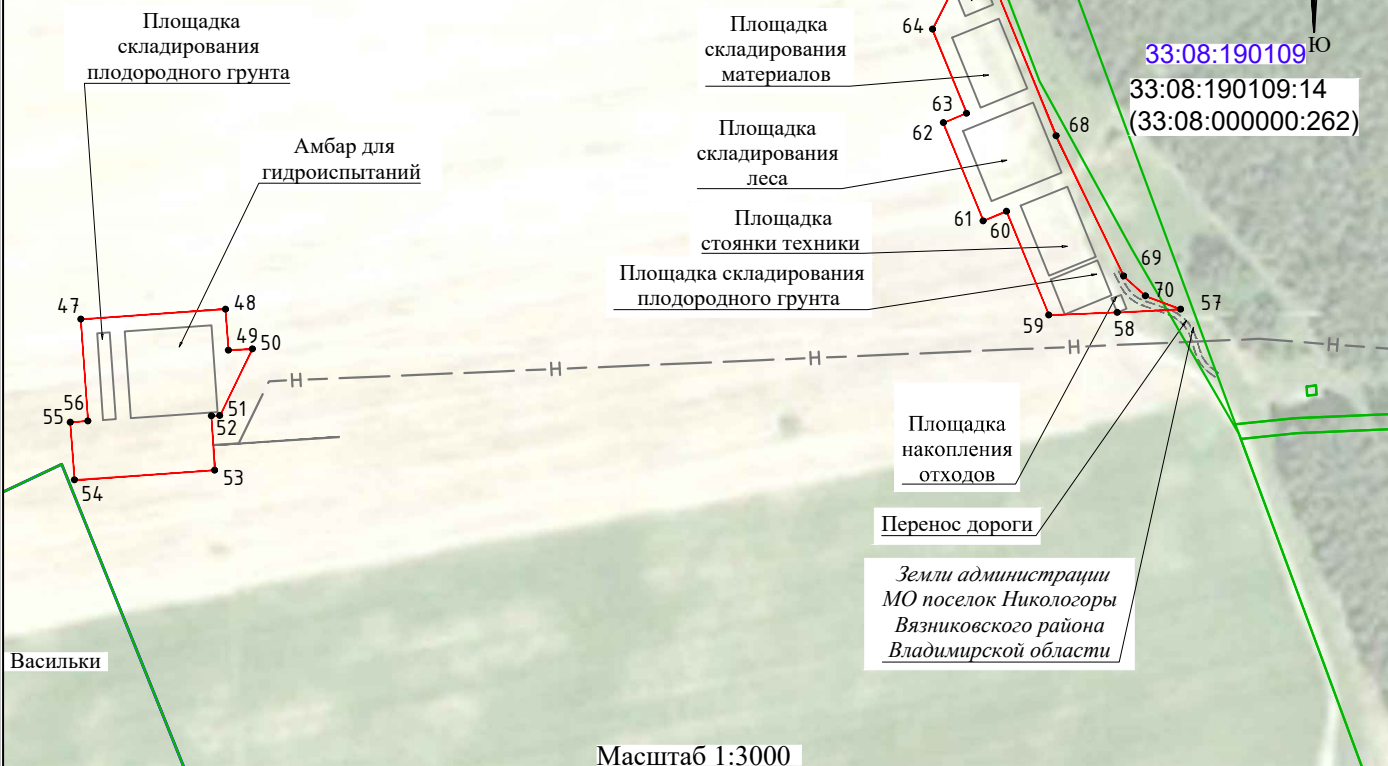 Площадка
складирования
плодородного грунта
Амбар для
гидроиспытаний
Площадка
складирования
материалов
Площадка
складирования
леса
Площадка
стоянки техники
Площадка складирования
плодородного грунта
64
63
62
61
60
59
58
57
68
69
70
Ю
33:08:190109
33:08:190109:14
(33:08:000000:262)
47
48
49
50
51
52
53
54
55
56
Н
Н
Н
Н
Н
Площадка
накопления
отходов
Перенос дороги
Земли администрации
МО поселок Никологоры
Вязниковского района
Владимирской области
Васильки
Масштаб 1:3000